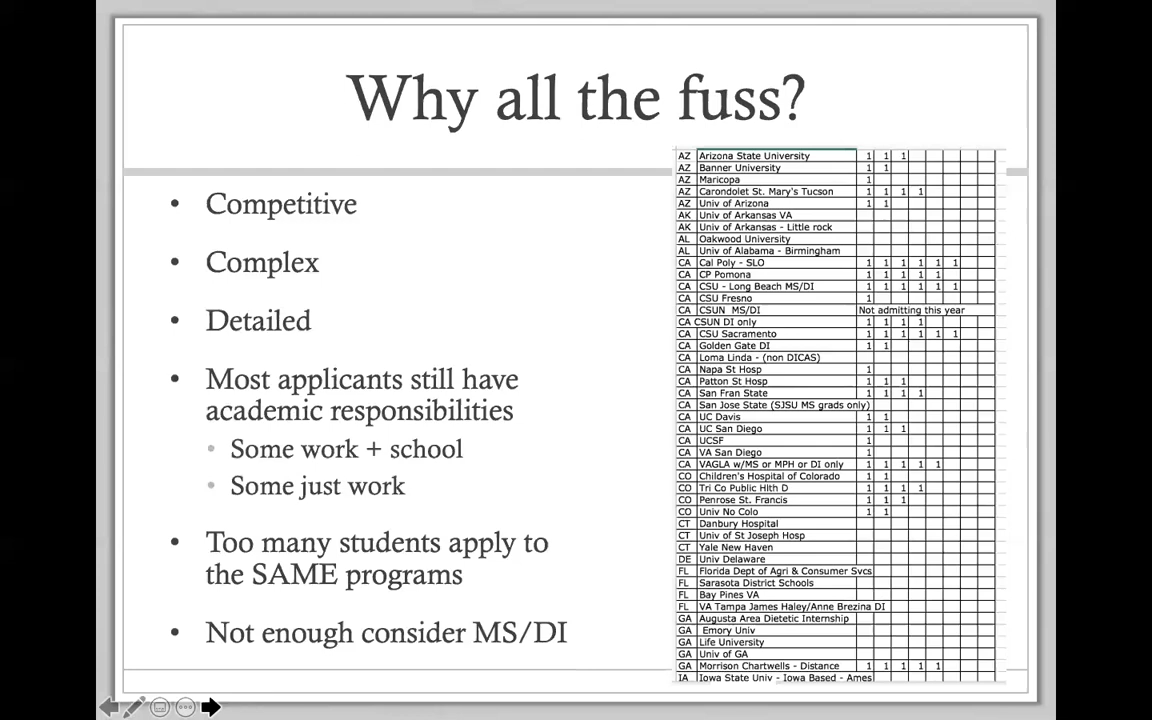 Why all the fuss?
• Competitive
• Complex
• Detailed
• Most applicants still have
academic responsibilities
• Some work + school
• Some just work
• Too many students apply to
the SAME programs
• Not enough consider MS/DI
AZ Arizona State University 1 1 1
AZ Banner University 1 1
AZ Maricopa 1
AZ Carondolet St. Mary's Tucson 1 1 1 1
AZ Univ of Arizona 1 1
AK Univ of Arkansas VA
AK Univ of Arkansas - Little rock
AL Oakwood University
AL Univ of Alabama - Birmingham
CA Cal Poly - SLO 1 1 1 1 1 1
CA CP Pomona 1 1 1 1 1
CA CSU - Long Beach MS/DI 1 1 1 1 1 1
CA CSU Fresno 1
CA CSUN MS/DI Not admitting this year
CA CSUN DI only 1 1 1 1
CA CSU Sacramento 1 1 1 1 1 1
CA Golden Gate DI 1 1
CA Loma Linda - (non DICAS)
CA Napa St Hosp 1
CA Patton St Hosp 1 1 1
CA San Fran State 1 1 1 1
CA San Jose State (SJSU MS grads only)
CA UC Davis 1 1
CA UC San Diego 1 1 1
CA UCSF 1
CA VA San Diego 1
CA VAGLA w/MS or MPH or DI only 1 1 1 1 1
CO Children's Hospital of Colorado 1 1
CO Tri Co Public Hlth D 1 1 1 1
CO Penrose St. Francis 1 1 1
CO Univ No Colo 1 1
CT Danbury Hospital
CT Univ of St Joseph Hosp
CT Yale New Haven
DE Univ Delaware
FL Florida Dept of Agri & Consumer Svcs
FL Sarasota District Schools
FL Bay Pines VA
FL VA Tampa James Haley/Anne Brezina DI
GA Augusta Area Dietetic Internship
GA Emory Univ
GA Life University
GA Univ of GA
GA Morrison Chartwells - Distance 1 1 1 1 1
IA Iowa State Univ - Iowa Based - Ames